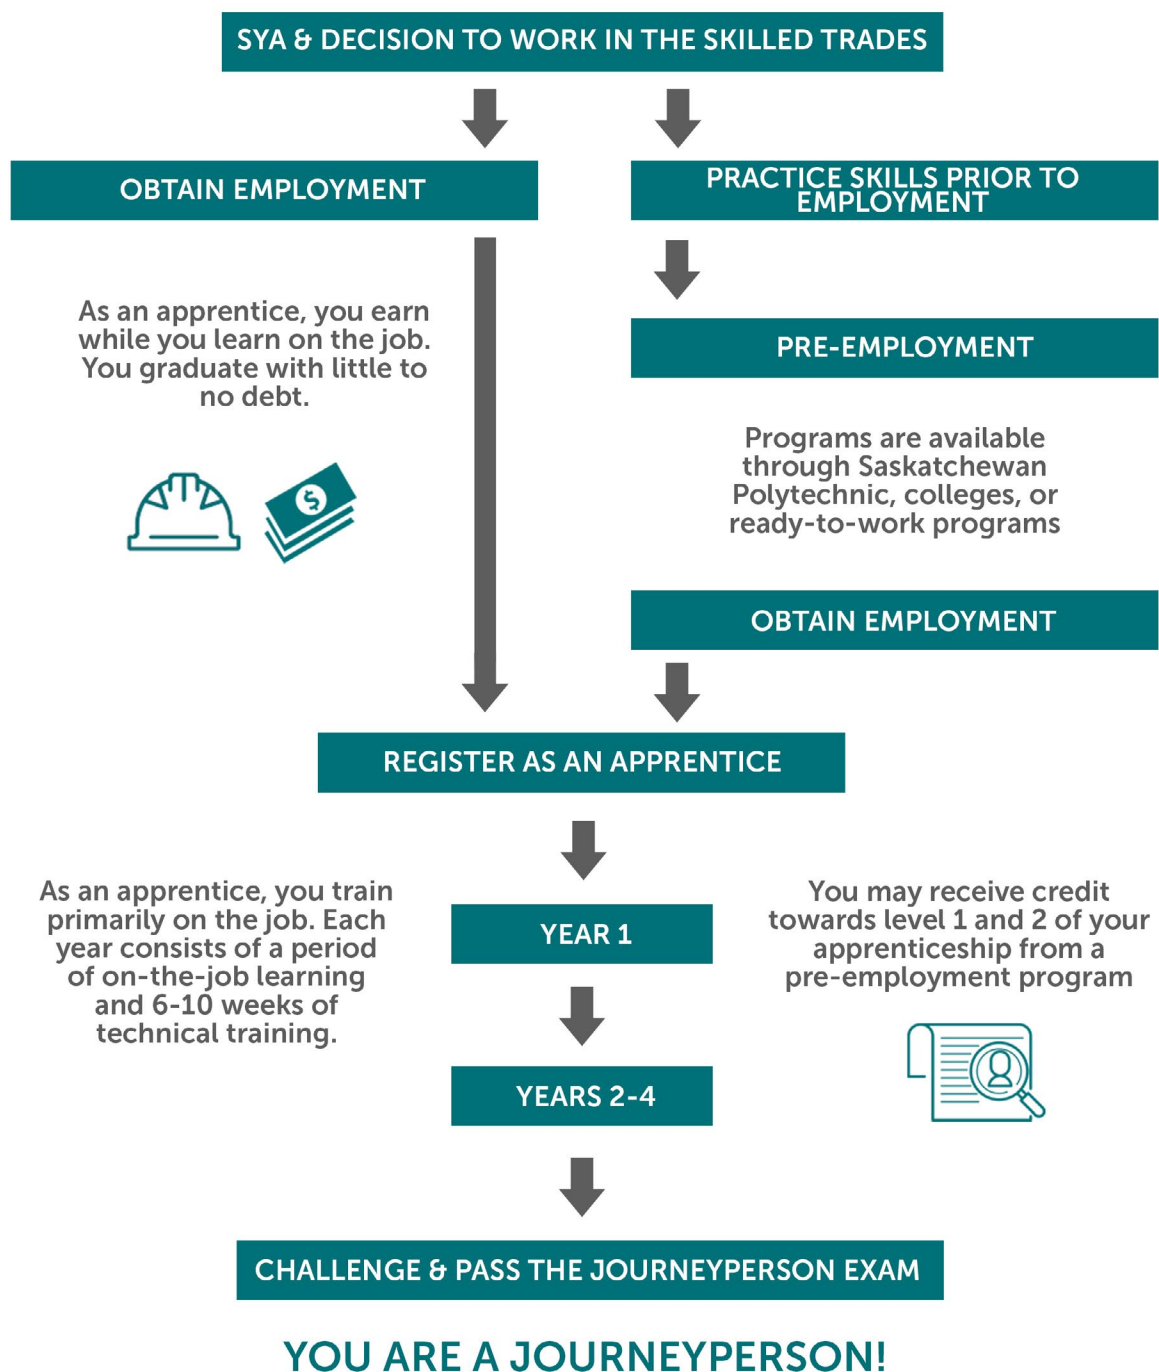 SYA & DECISION TO WORK IN THE SKILLED TRADES
OBTAIN EMPLOYMENT
PRACTICE SKILLS PRIOR TO
EMPLOYMENT
As an apprentice, you earn
while you learn on the job.
You graduate with little to
no debt.
$
PRE-EMPLOYMENT
Programs are available
through Saskatchewan
Polytechnic, colleges, or
ready-to-work programs
OBTAIN EMPLOYMENT
REGISTER AS AN APPRENTICE
As an apprentice, you train
primarily on the job. Each
year consists of a period
of on-the-job learning
and 6-10 weeks of
technical training.
YEAR 1
You may receive credit
towards level 1 and 2 of your
apprenticeship from a
pre-employment program
YEARS 2-4
CHALLENGE & PASS THE JOURNEYPERSON EXAM
YOU ARE A JOURNEYPERSON!